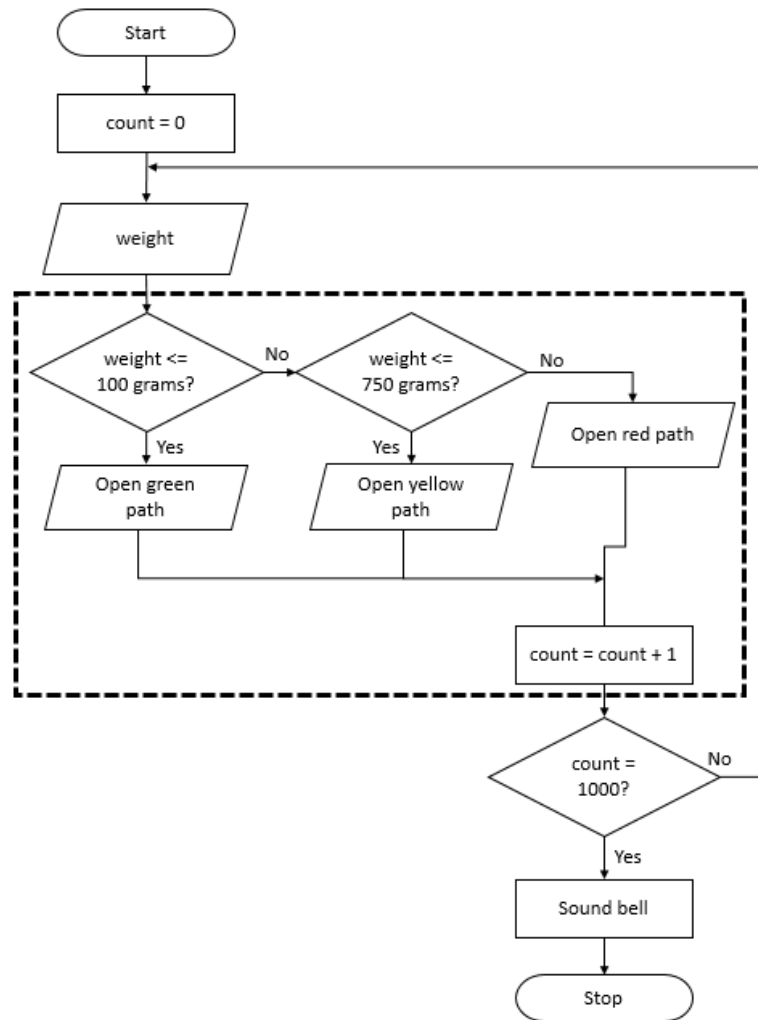 Start
count = 0
weight
weight <=
100 grams?
No
weight <=
750 grams?
No
Yes
Yes
Open red path
Open green
path
Open yellow
path
count = count + 1
count =
1000?
No
Yes
Sound bell
Stop